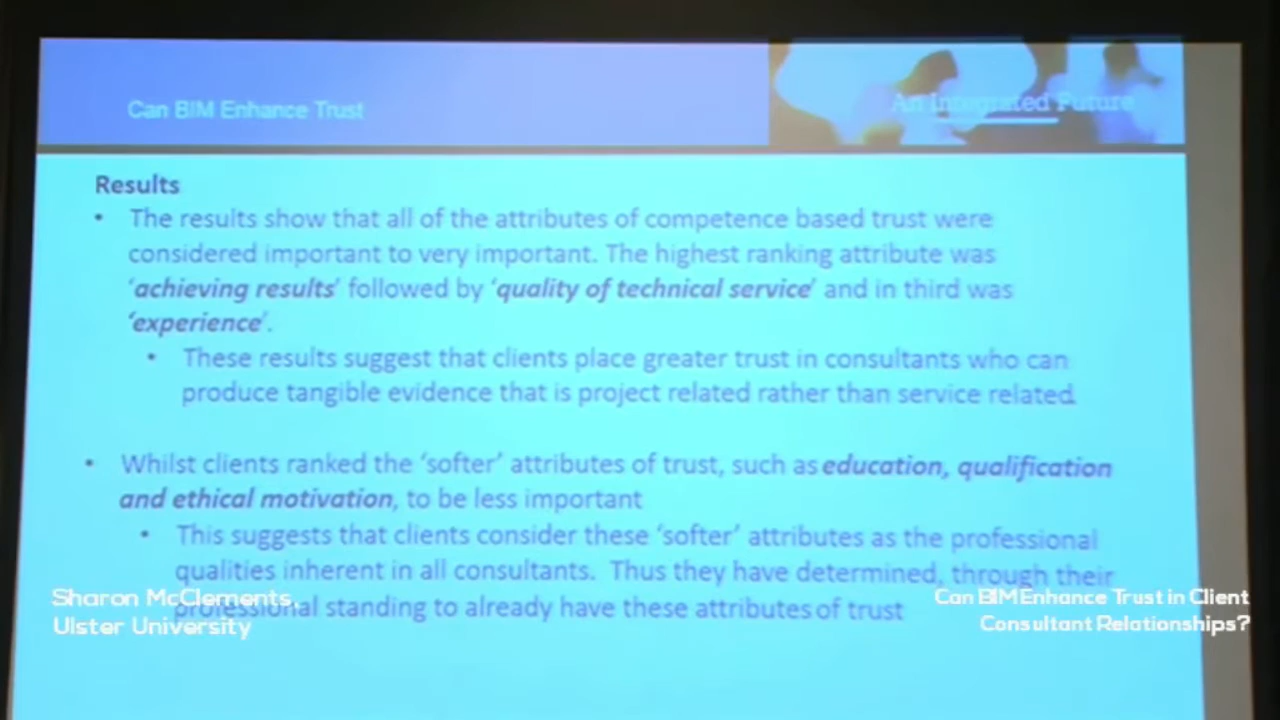 Can BIM Enhance Trust
An Integrated Future
Results
• The results show that all of the attributes of competence based trust were
considered important to very important. The highest ranking attribute was
‘achieving results’ followed by ‘quality of technical service’ and in third was
‘experience’.
• These results suggest that clients place greater trust in consultants who can
produce tangible evidence that is project related rather than service related.
• Whilst clients ranked the ‘softer’ attributes of trust, such as education, qualification
and ethical motivation, to be less important
• This suggests that clients consider these ‘softer’ attributes as the professional
qualities inherent in all consultants. Thus they have determined, through their
professional standing to already have these attributes of trust
Sharon McClements,
Ulster University
Can BIM Enhance Trust in Client
Consultant Relationships?